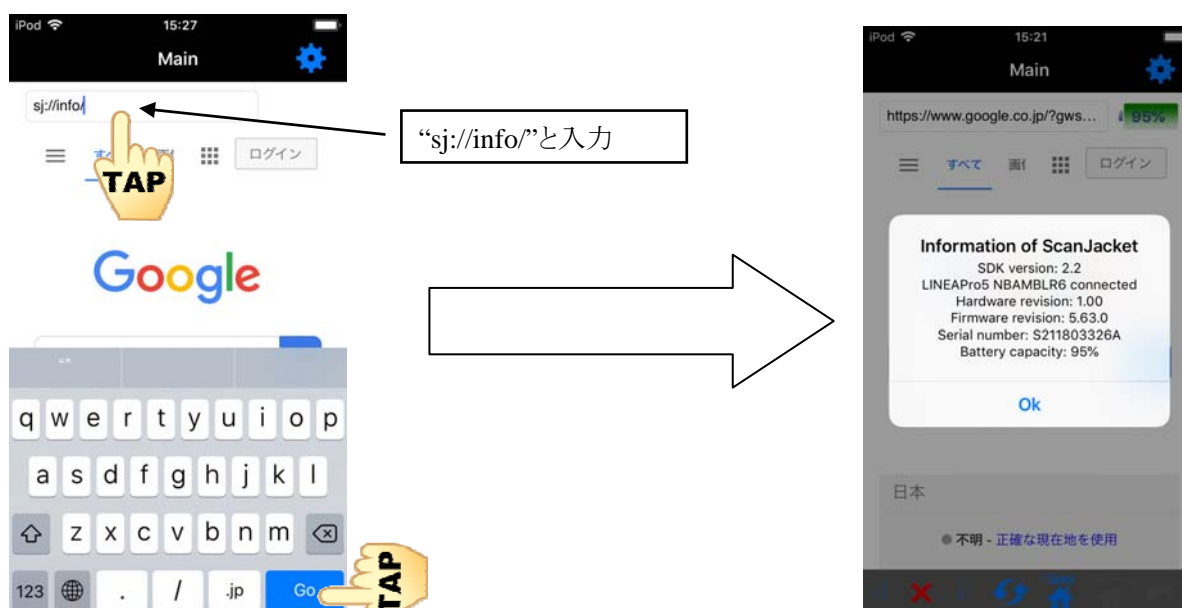 iPod 15:27
Main
sj://info/
ログイン
TAP
Google
q w e r t y u i o p
a s d f g h j k l
z x c v b n m
123 . / .jp Go
TAP
“sj://info/”と入力
iPod 15:21
Main
https://www.google.co.jp/?gws... 95%
すべて ログイン
Information of ScanJacket
SDK version: 2.2
LINEAPro5 NBAMBLR6 connected
Hardware revision: 1.00
Firmware revision: 5.63.0
Serial number: S211803326A
Battery capacity: 95%
Ok
日本
不明 - 正確な現在地を使用